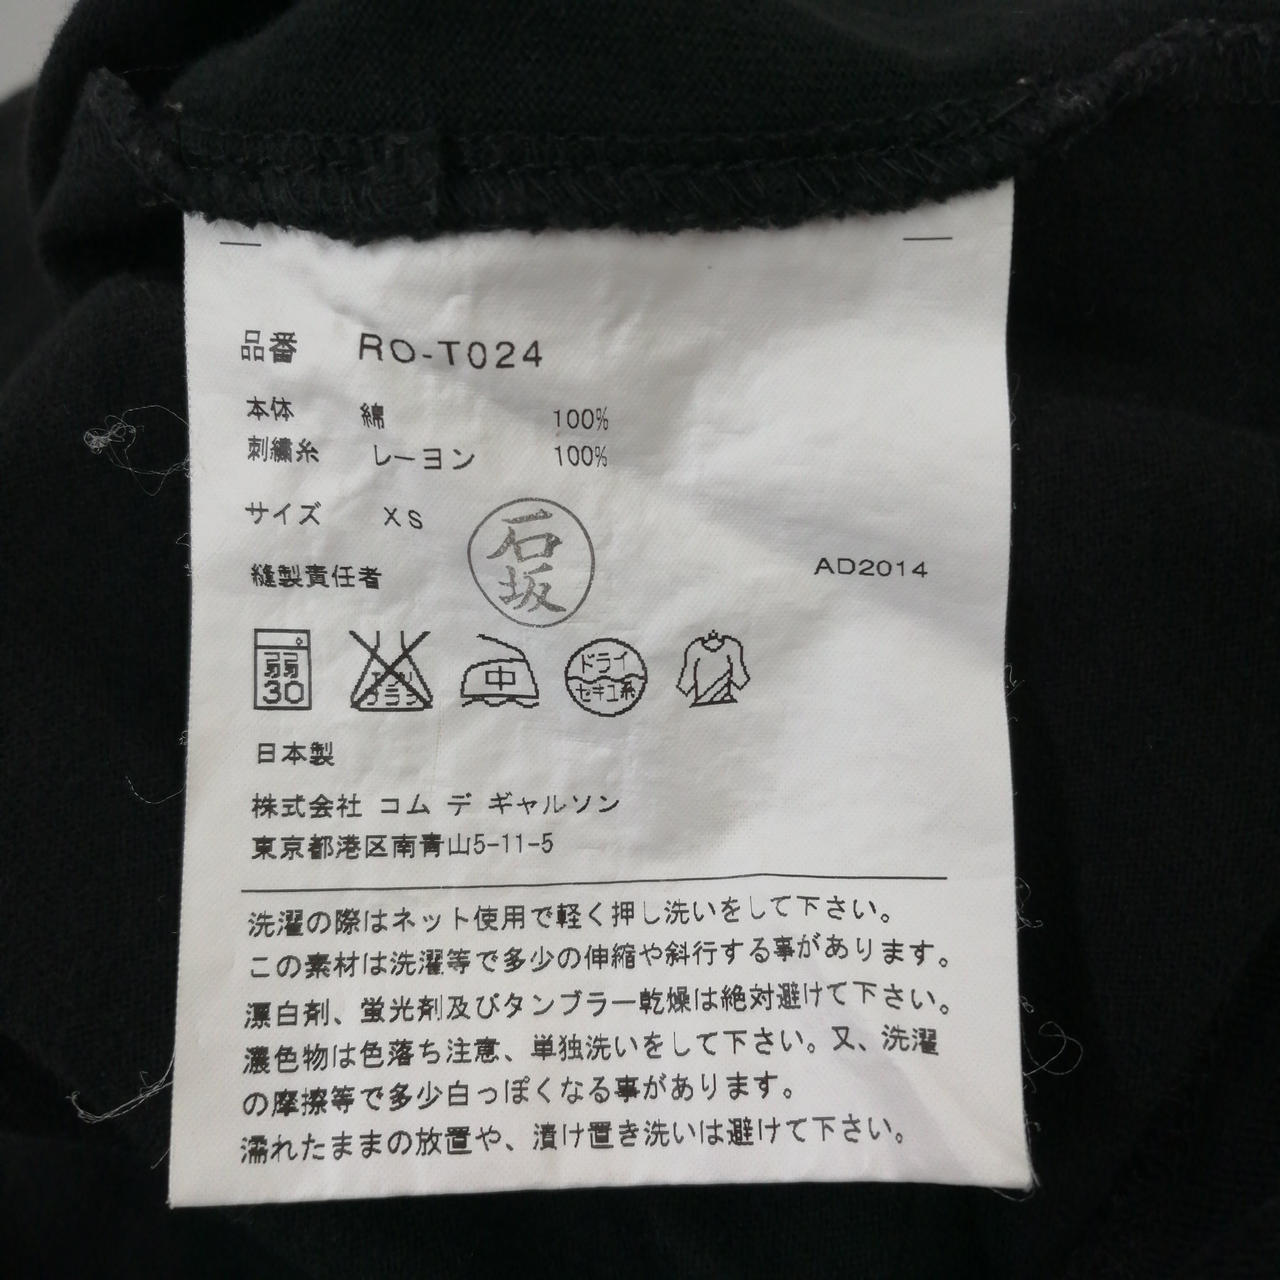 品番 RO-T024
本体 綿 100%
刺繍糸 レーヨン 100%
サイズ XS
石坂
縫製責任者
AD2014
弱
30
エンソ
フラ
中
ドライ
セキユ系
日本製
株式会社 コム デ ギャルソン
東京都港区南青山5-11-5
洗濯の際はネット使用で軽く押し洗いをして下さい。
この素材は洗濯等で多少の伸縮や斜行する事があります。
漂白剤、蛍光剤及びタンブラー乾燥は絶対避けて下さい。
濃色物は色落ち注意、単独洗いをして下さい。又、洗濯
の摩擦等で多少白っぽくなる事があります。
濡れたままの放置や、漬け置き洗いは避けて下さい。